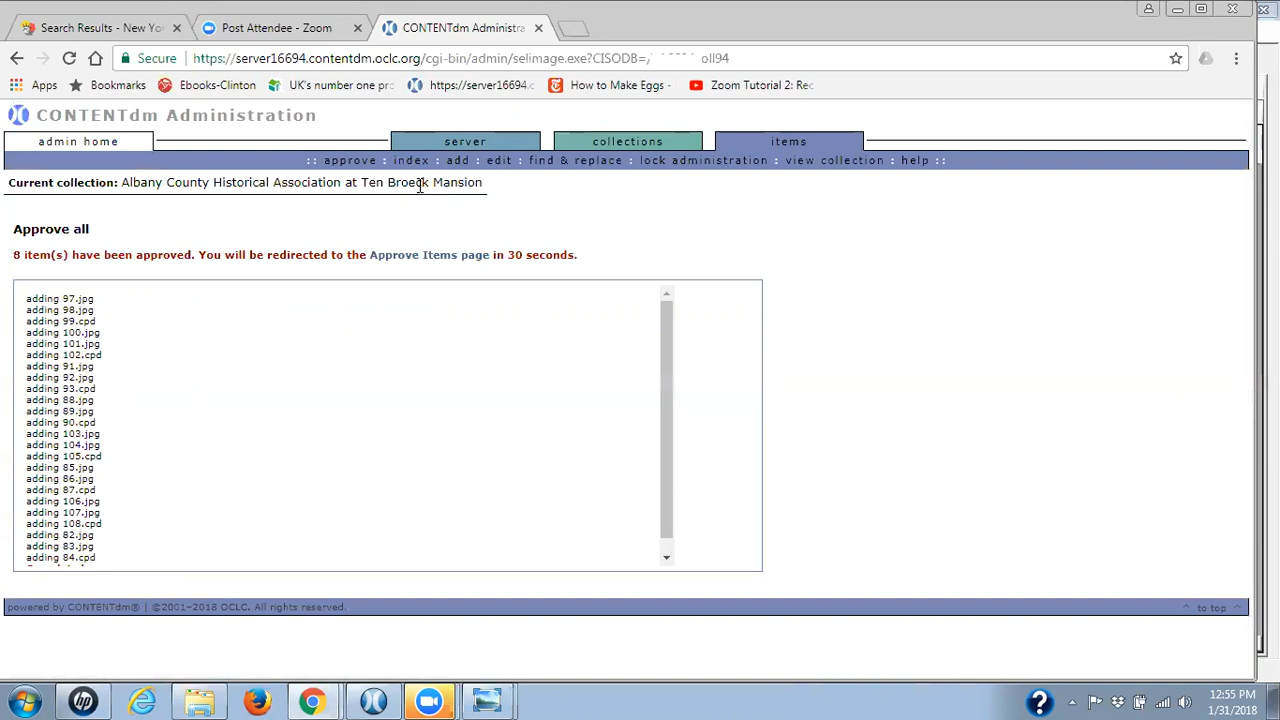 Search Results - New Yo
Post Attendee - Zoom
CONTENTdm Administra
Secure
https://server16694.contentdm.oclc.org/cgi-bin/admin/selimage.exe?CISODB=/
oll94
Apps
Bookmarks
Ebooks-Clinton
UK's number one pro
https://server16694.c
How to Make Eggs -
Zoom Tutorial 2: Rec
CONTENTdm Administration
admin home
server
collections
items
:: approve : index : add : edit : find & replace : lock administration : view collection : help ::
Current collection: Albany County Historical Association at Ten Broeck Mansion
Approve all
8 item(s) have been approved. You will be redirected to the Approve Items page in 30 seconds.
adding 97.jpg
adding 98.jpg
adding 99.cpd
adding 100.jpg
adding 101.jpg
adding 102.cpd
adding 91.jpg
adding 92.jpg
adding 93.cpd
adding 88.jpg
adding 89.jpg
adding 90.cpd
adding 103.jpg
adding 104.jpg
adding 105.cpd
adding 85.jpg
adding 86.jpg
adding 87.cpd
adding 106.jpg
adding 107.jpg
adding 108.cpd
adding 82.jpg
adding 83.jpg
adding 84.cpd
powered by CONTENTdm® | ©2001-2018 OCLC. All rights reserved.
^ to top ^
hp
12:55 PM
1/31/2018